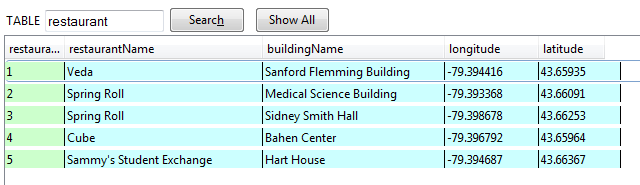 TABLE restaurant Search Show All
restaura... restaurantName buildingName longitude latitude
1 Veda Sanford Flemming Building -79.394416 43.65935
2 Spring Roll Medical Science Building -79.393368 43.66091
3 Spring Roll Sidney Smith Hall -79.398678 43.66253
4 Cube Bahen Center -79.396792 43.65964
5 Sammy's Student Exchange Hart House -79.394687 43.66367